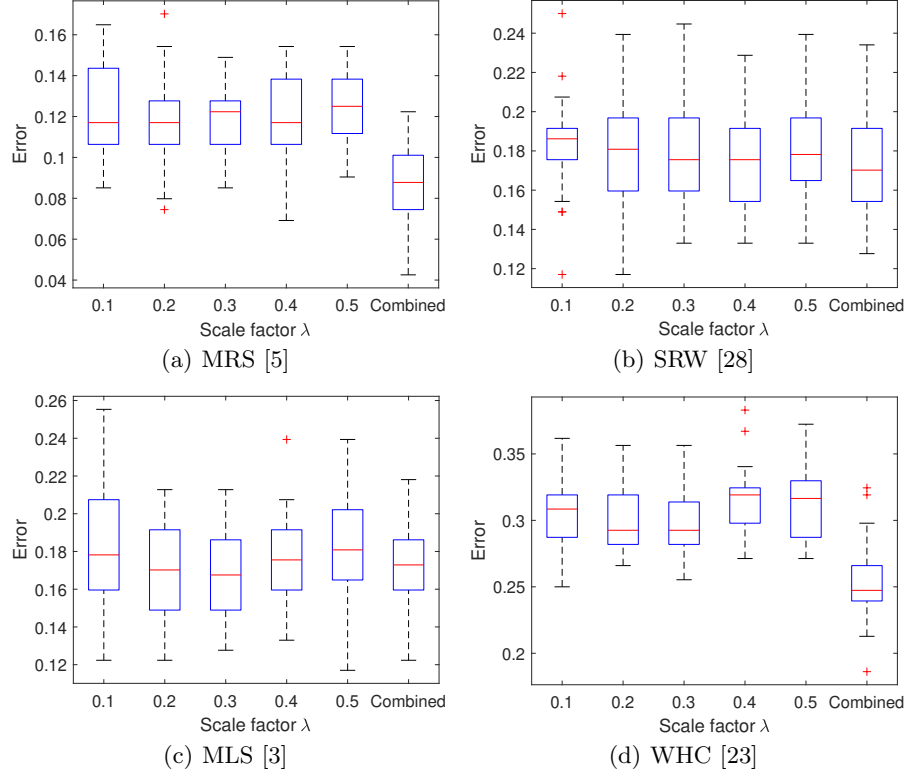 0.16
0.14
0.12
0.1
0.08
0.06
0.04
Error
0.1 0.2 0.3 0.4 0.5 Combined
Scale factor λ
(a) MRS [5]
0.24
0.22
0.2
0.18
0.16
0.14
0.12
Error
0.1 0.2 0.3 0.4 0.5 Combined
Scale factor λ
(b) SRW [28]
0.26
0.24
0.22
0.2
0.18
0.16
0.14
0.12
Error
0.1 0.2 0.3 0.4 0.5 Combined
Scale factor λ
(c) MLS [3]
0.35
0.3
0.25
0.2
Error
0.1 0.2 0.3 0.4 0.5 Combined
Scale factor λ
(d) WHC [23]